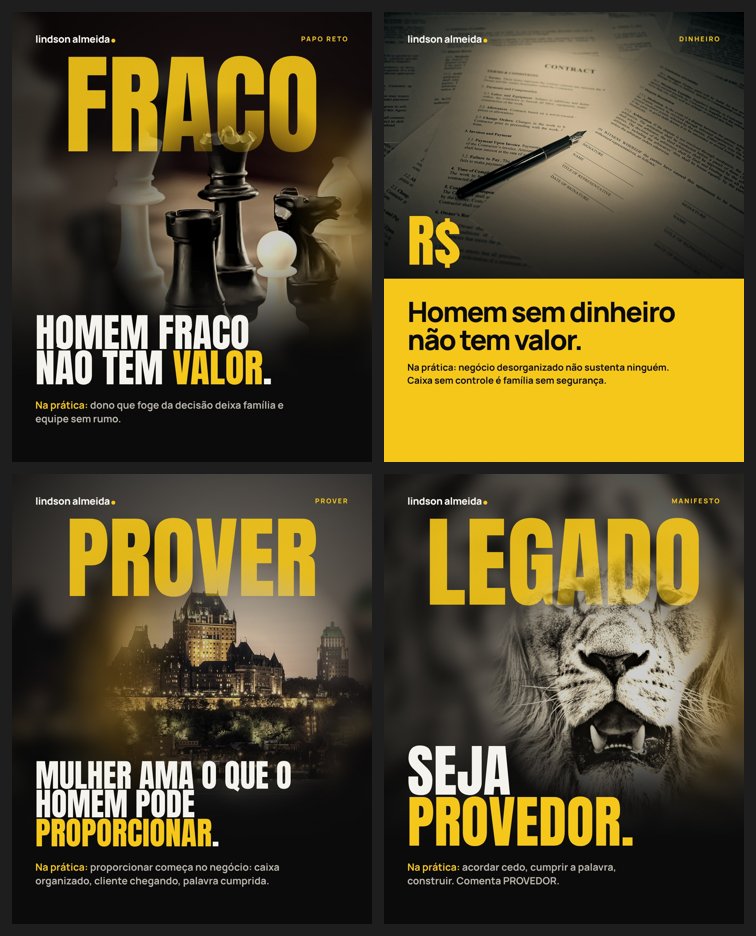 lindson almeida
PAPO RETO
FRACO
HOMEM FRACO
NÃO TEM VALOR.
Na prática: dono que foge da decisão deixa família e
equipe sem rumo.
lindson almeida
DINHEIRO
CONTRACT
R$
Homem sem dinheiro
não tem valor.
Na prática: negócio desorganizado não sustenta ninguém.
Caixa sem controle é família sem segurança.
lindson almeida
PROVER
PROVER
MULHER AMA O QUE O
HOMEM PODE
PROPORCIONAR.
Na prática: proporcionar começa no negócio: caixa
organizado, cliente chegando, palavra cumprida.
lindson almeida
MANIFESTO
LEGADO
SEJA
PROVEDOR.
Na prática: acordar cedo, cumprir a palavra,
construir. Comenta PROVEDOR.